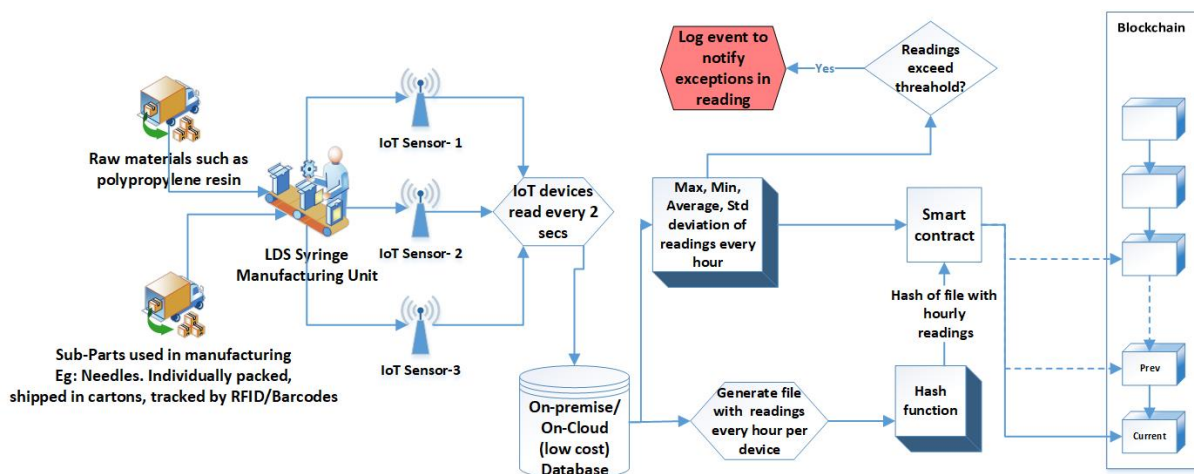 Raw materials such as
polypropylene resin
LDS Syringe
Manufacturing Unit
Sub-Parts used in manufacturing
Eg: Needles. Individually packed,
shipped in cartons, tracked by RFID/Barcodes
IoT Sensor- 1
IoT Sensor- 2
IoT Sensor-3
IoT devices
read every 2
secs
On-premise/
On-Cloud
(low cost)
Database
Log event to
notify
exceptions in
reading
Yes
Readings
exceed
threshold?
Max, Min,
Average, Std
deviation of
readings every
hour
Smart
contract
Hash of file with
hourly
readings
Generate file
with readings
every hour per
device
Hash
function
Blockchain
Prev
Current